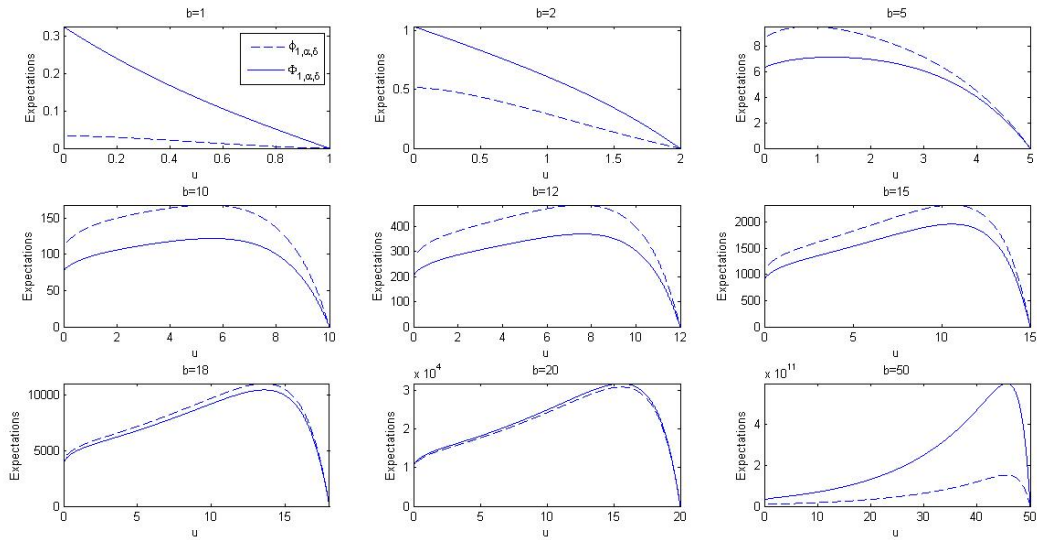 b=1
0.3
0.2
0.1
0
Expectations
0 0.2 0.4 0.6 0.8 1
u
ϕ1,α,δ
Φ1,α,δ
b=2
1
0.5
0
Expectations
0 0.5 1 1.5 2
u
b=5
8
6
4
2
0
Expectations
0 1 2 3 4 5
u
b=10
150
100
50
0
Expectations
0 2 4 6 8 10
u
b=12
400
300
200
100
0
Expectations
0 2 4 6 8 10 12
u
b=15
2000
1500
1000
500
0
Expectations
5 10 15
u
b=18
10000
5000
0
Expectations
0 5 10 15
u
b=20
x 10^4
3
2
1
0
Expectations
0 5 10 15 20
u
b=50
x 10^11
4
2
0
Expectations
0 10 20 30 40 50
u